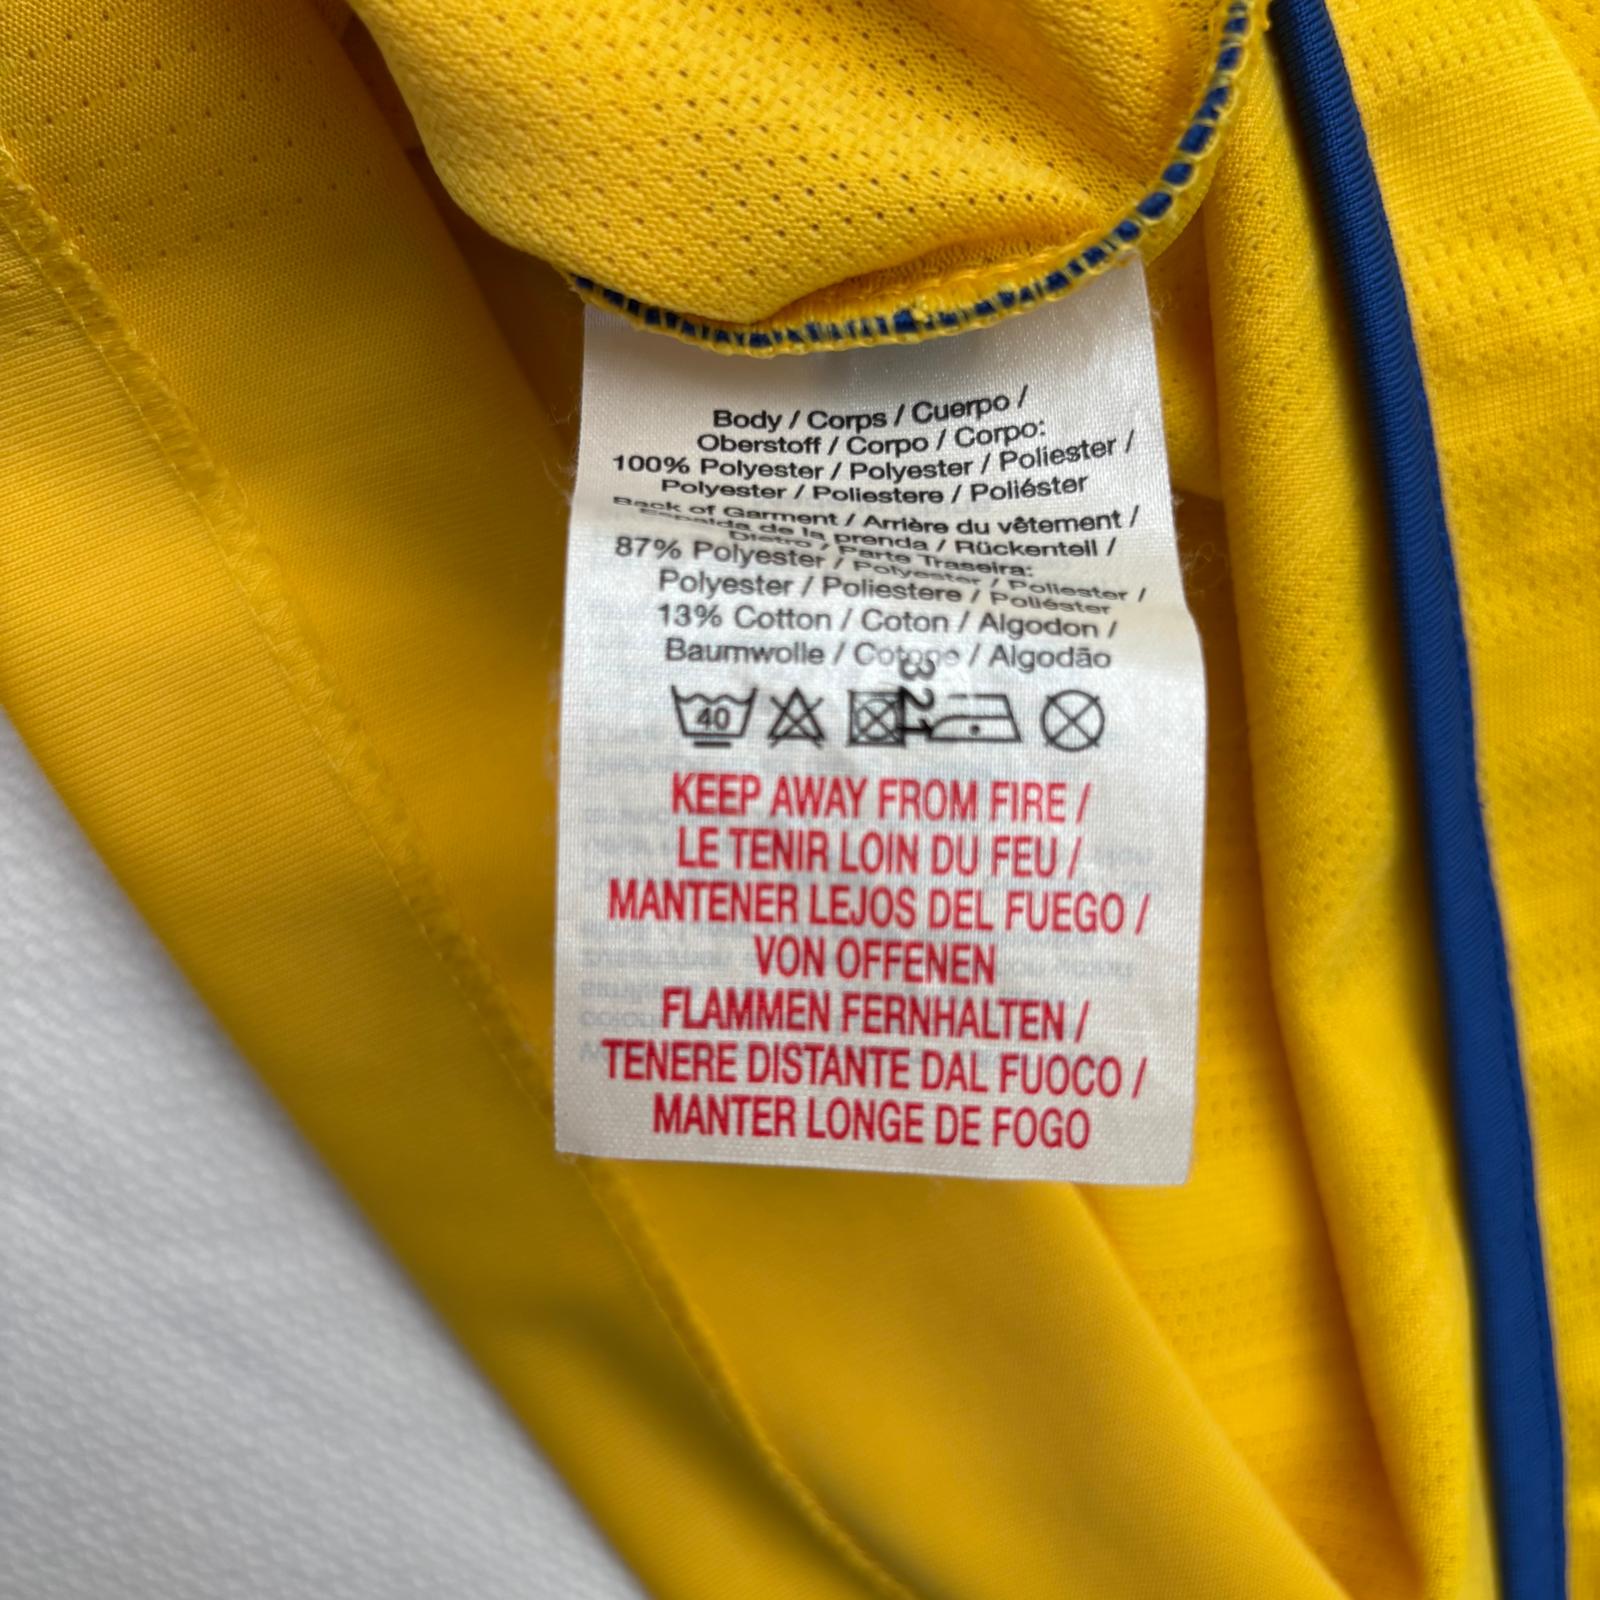 Body / Corps / Cuerpo /
Oberstoff / Corpo / Corpo:
100% Polyester / Polyester / Poliester /
Polyester / Poliestere / Poliéster
Back of Garment / Arrière du vêtement /
Espalda de la prenda / Rückenteil /
Dietro / Parte Traseira:
87% Polyester / Polyester / Poliester /
Polyester / Poliestere / Poliéster
13% Cotton / Coton / Algodon /
Baumwolle / Cotone / Algodão
40
321
KEEP AWAY FROM FIRE /
LE TENIR LOIN DU FEU /
MANTENER LEJOS DEL FUEGO /
VON OFFENEN
FLAMMEN FERNHALTEN /
TENERE DISTANTE DAL FUOCO /
MANTER LONGE DE FOGO